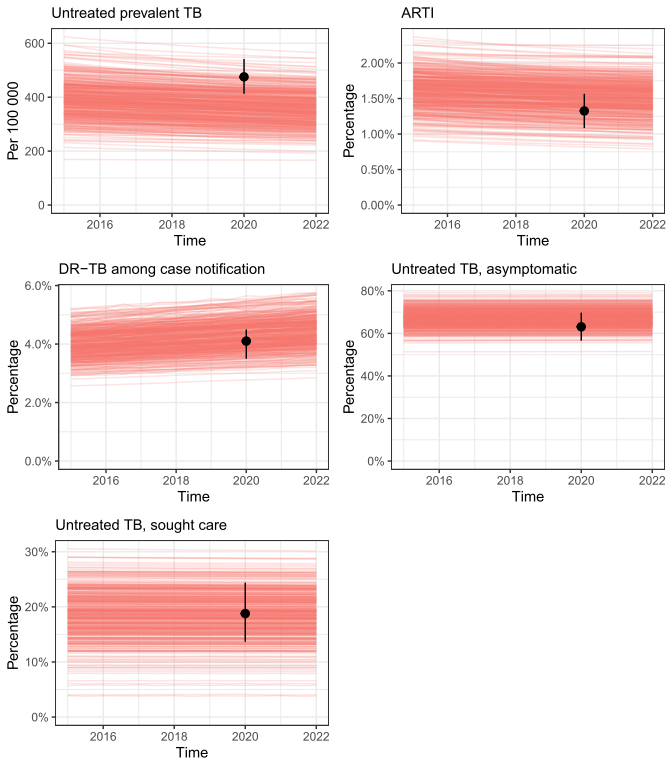 Untreated prevalent TB
Per 100 000
600
400
200
0
2016 2018 2020 2022
Time
ARTI
Percentage
2.00%
1.50%
1.00%
0.50%
0.00%
2016 2018 2020 2022
Time
DR−TB among case notification
Percentage
6.0%
4.0%
2.0%
0.0%
2016 2018 2020 2022
Time
Untreated TB, asymptomatic
Percentage
80%
60%
40%
20%
0%
2016 2018 2020 2022
Time
Untreated TB, sought care
Percentage
30%
20%
10%
0%
2016 2018 2020 2022
Time